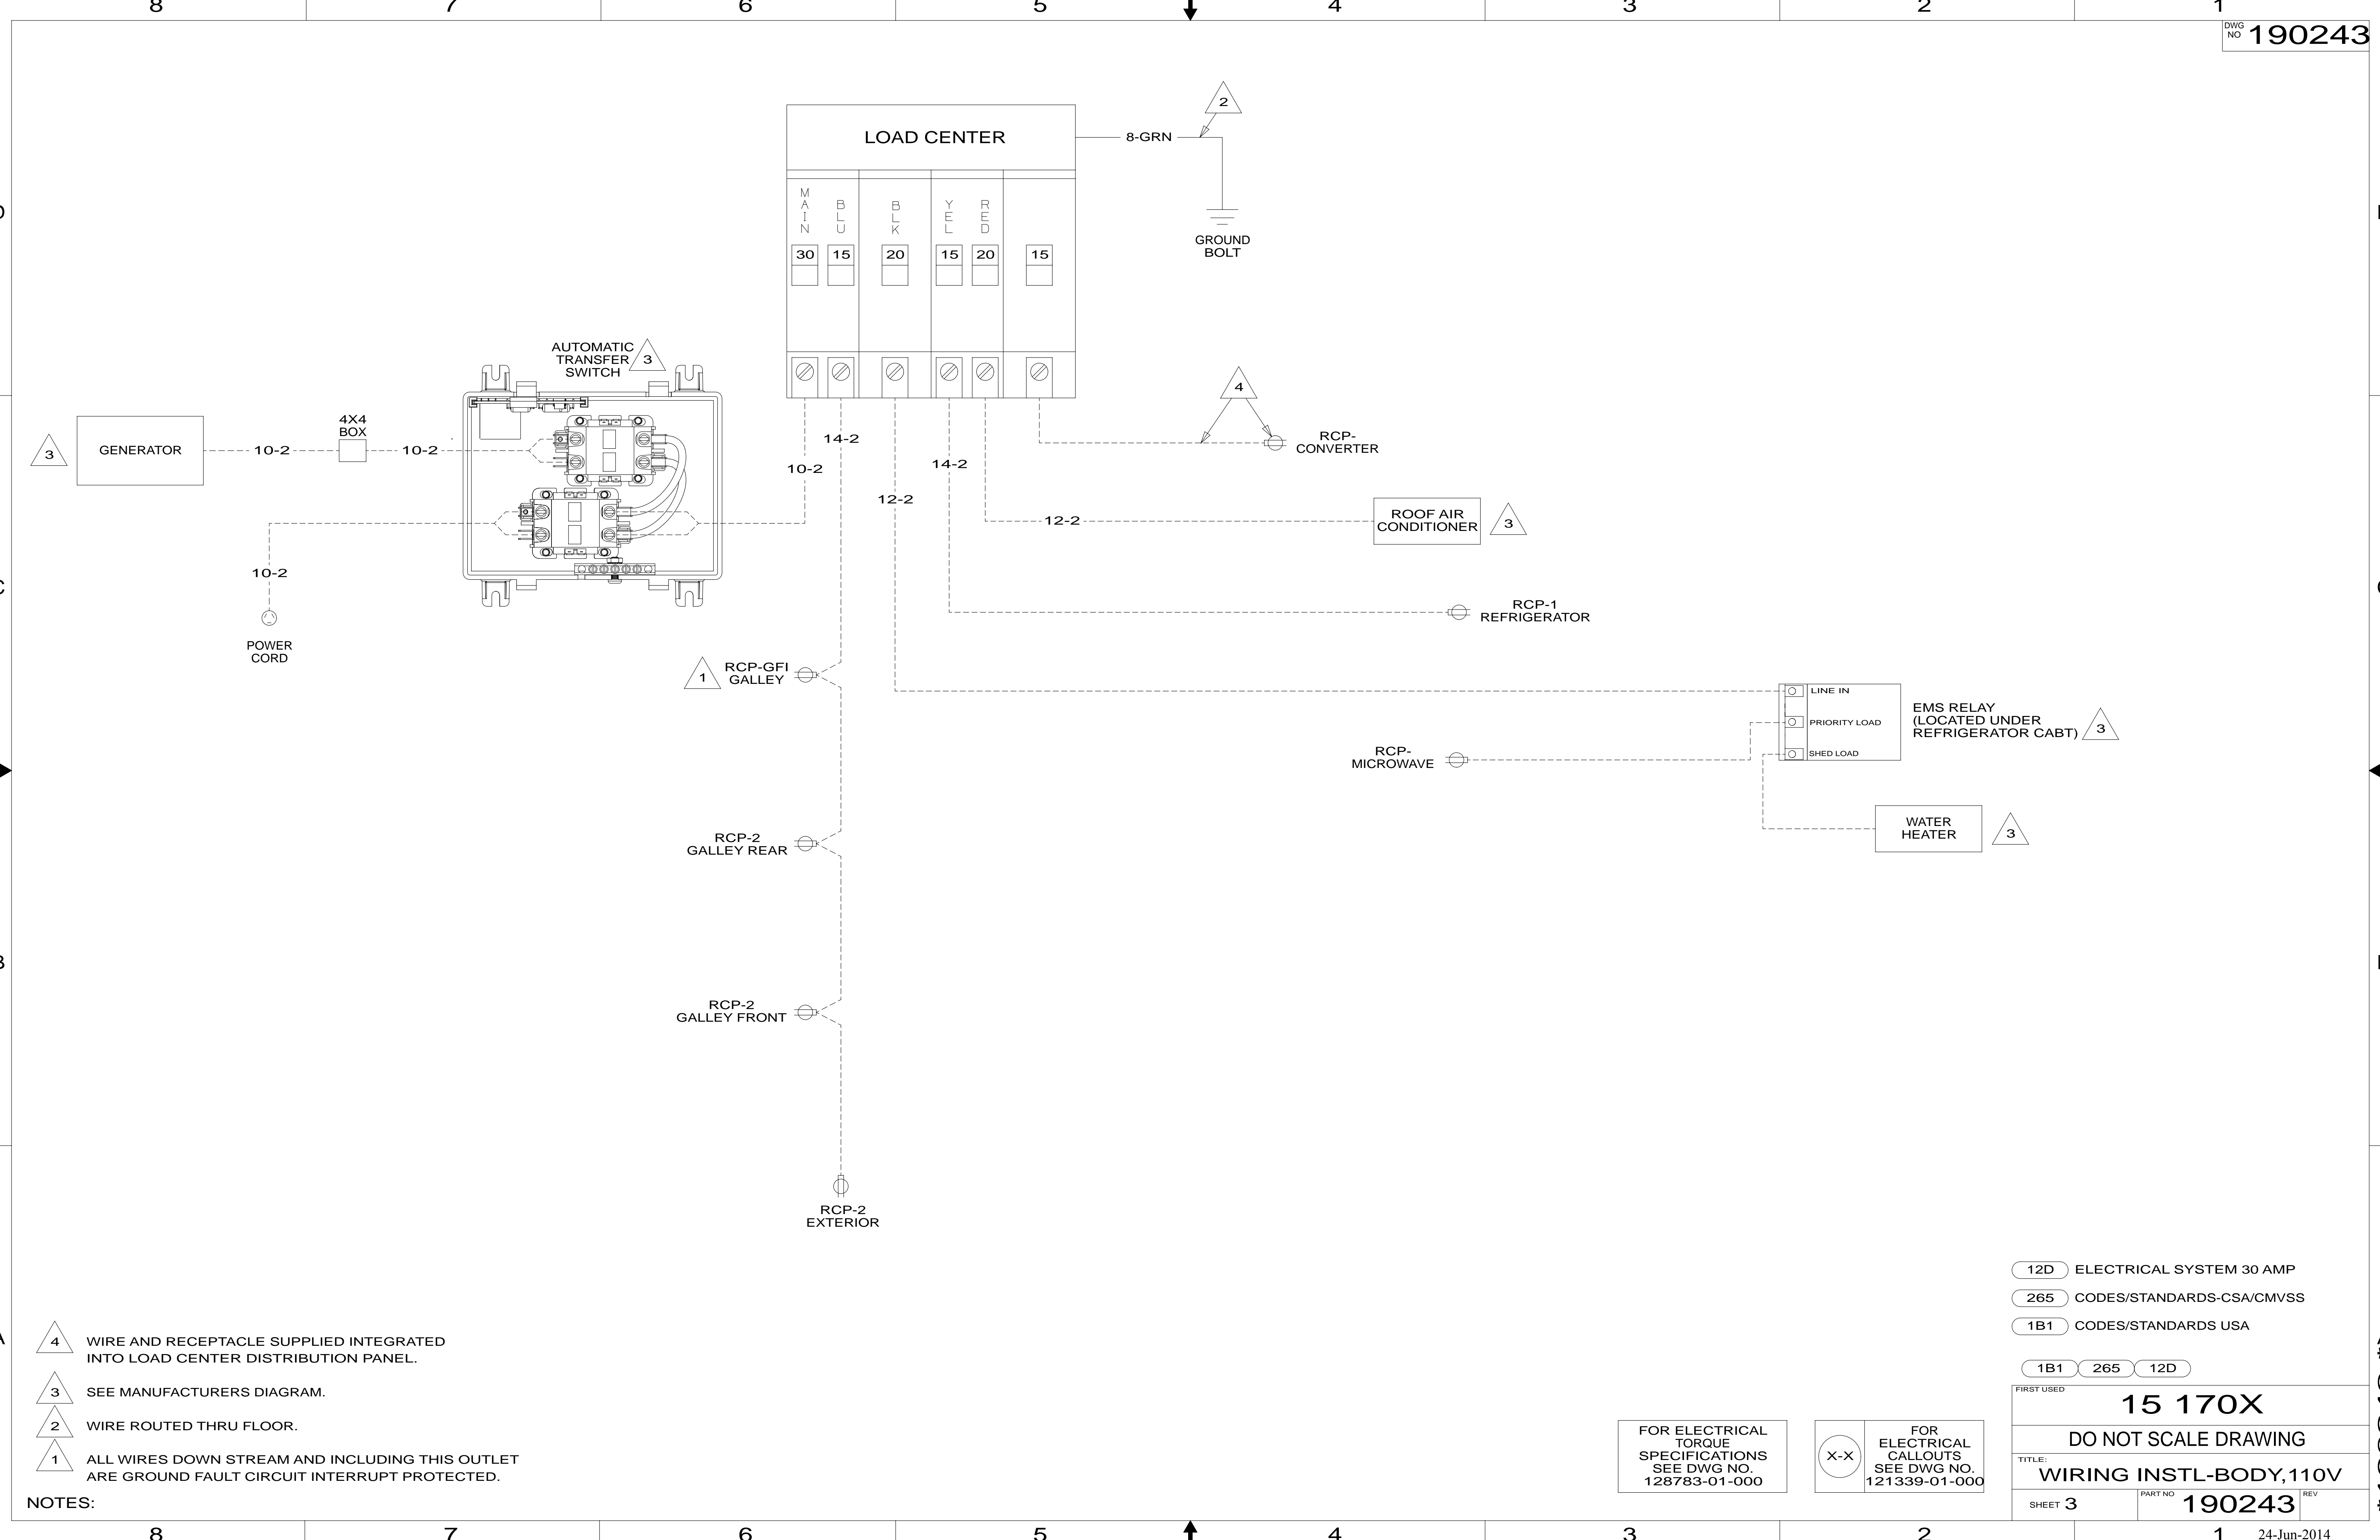 8 7 6 5 4 3 2 1
DWG
NO 190243
LOAD CENTER
8-GRN
2
GROUND
BOLT
MAIN
BLU
BLK
YEL
RED
30 15 20 15 20 15
AUTOMATIC
TRANSFER
SWITCH
3
3
GENERATOR
10-2
4X4
BOX
10-2
14-2
10-2
12-2
14-2
4
RCP-
CONVERTER
12-2
ROOF AIR
CONDITIONER
3
10-2
POWER
CORD
RCP-1
REFRIGERATOR
1
RCP-GFI
GALLEY
LINE IN
PRIORITY LOAD
SHED LOAD
EMS RELAY
(LOCATED UNDER
REFRIGERATOR CABT)
3
RCP-
MICROWAVE
WATER
HEATER
3
RCP-2
GALLEY REAR
RCP-2
GALLEY FRONT
RCP-2
EXTERIOR
12D ELECTRICAL SYSTEM 30 AMP
265 CODES/STANDARDS-CSA/CMVSS
1B1 CODES/STANDARDS USA
1B1 265 12D
4 WIRE AND RECEPTACLE SUPPLIED INTEGRATED
INTO LOAD CENTER DISTRIBUTION PANEL.
3 SEE MANUFACTURERS DIAGRAM.
2 WIRE ROUTED THRU FLOOR.
1 ALL WIRES DOWN STREAM AND INCLUDING THIS OUTLET
ARE GROUND FAULT CIRCUIT INTERRUPT PROTECTED.
NOTES:
FOR ELECTRICAL
TORQUE
SPECIFICATIONS
SEE DWG NO.
128783-01-000
X-X
FOR
ELECTRICAL
CALLOUTS
SEE DWG NO.
121339-01-000
FIRST USED
15 170X
DO NOT SCALE DRAWING
TITLE:
WIRING INSTL-BODY,110V
SHEET 3
PART NO 190243
REV
8 7 6 5 4 3 2 1
24-Jun-2014